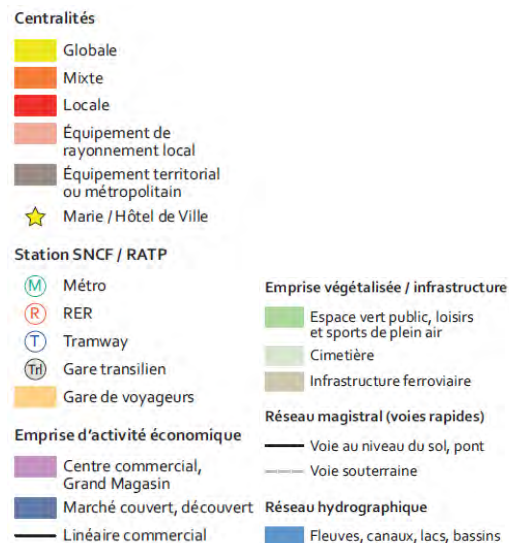 Centralités
Globale
Mixte
Locale
Équipement de
rayonnement local
Équipement territorial
ou métropolitain
Marie / Hôtel de Ville
Station SNCF / RATP
M Métro
R RER
T Tramway
Trl Gare transilien
Gare de voyageurs
Emprise d'activité économique
Centre commercial,
Grand Magasin
Marché couvert, découvert
Linéaire commercial
Emprise végétalisée / infrastructure
Espace vert public, loisirs
et sports de plein air
Cimetière
Infrastructure ferroviaire
Réseau magistral (voies rapides)
Voie au niveau du sol, pont
Voie souterraine
Réseau hydrographique
Fleuves, canaux, lacs, bassins